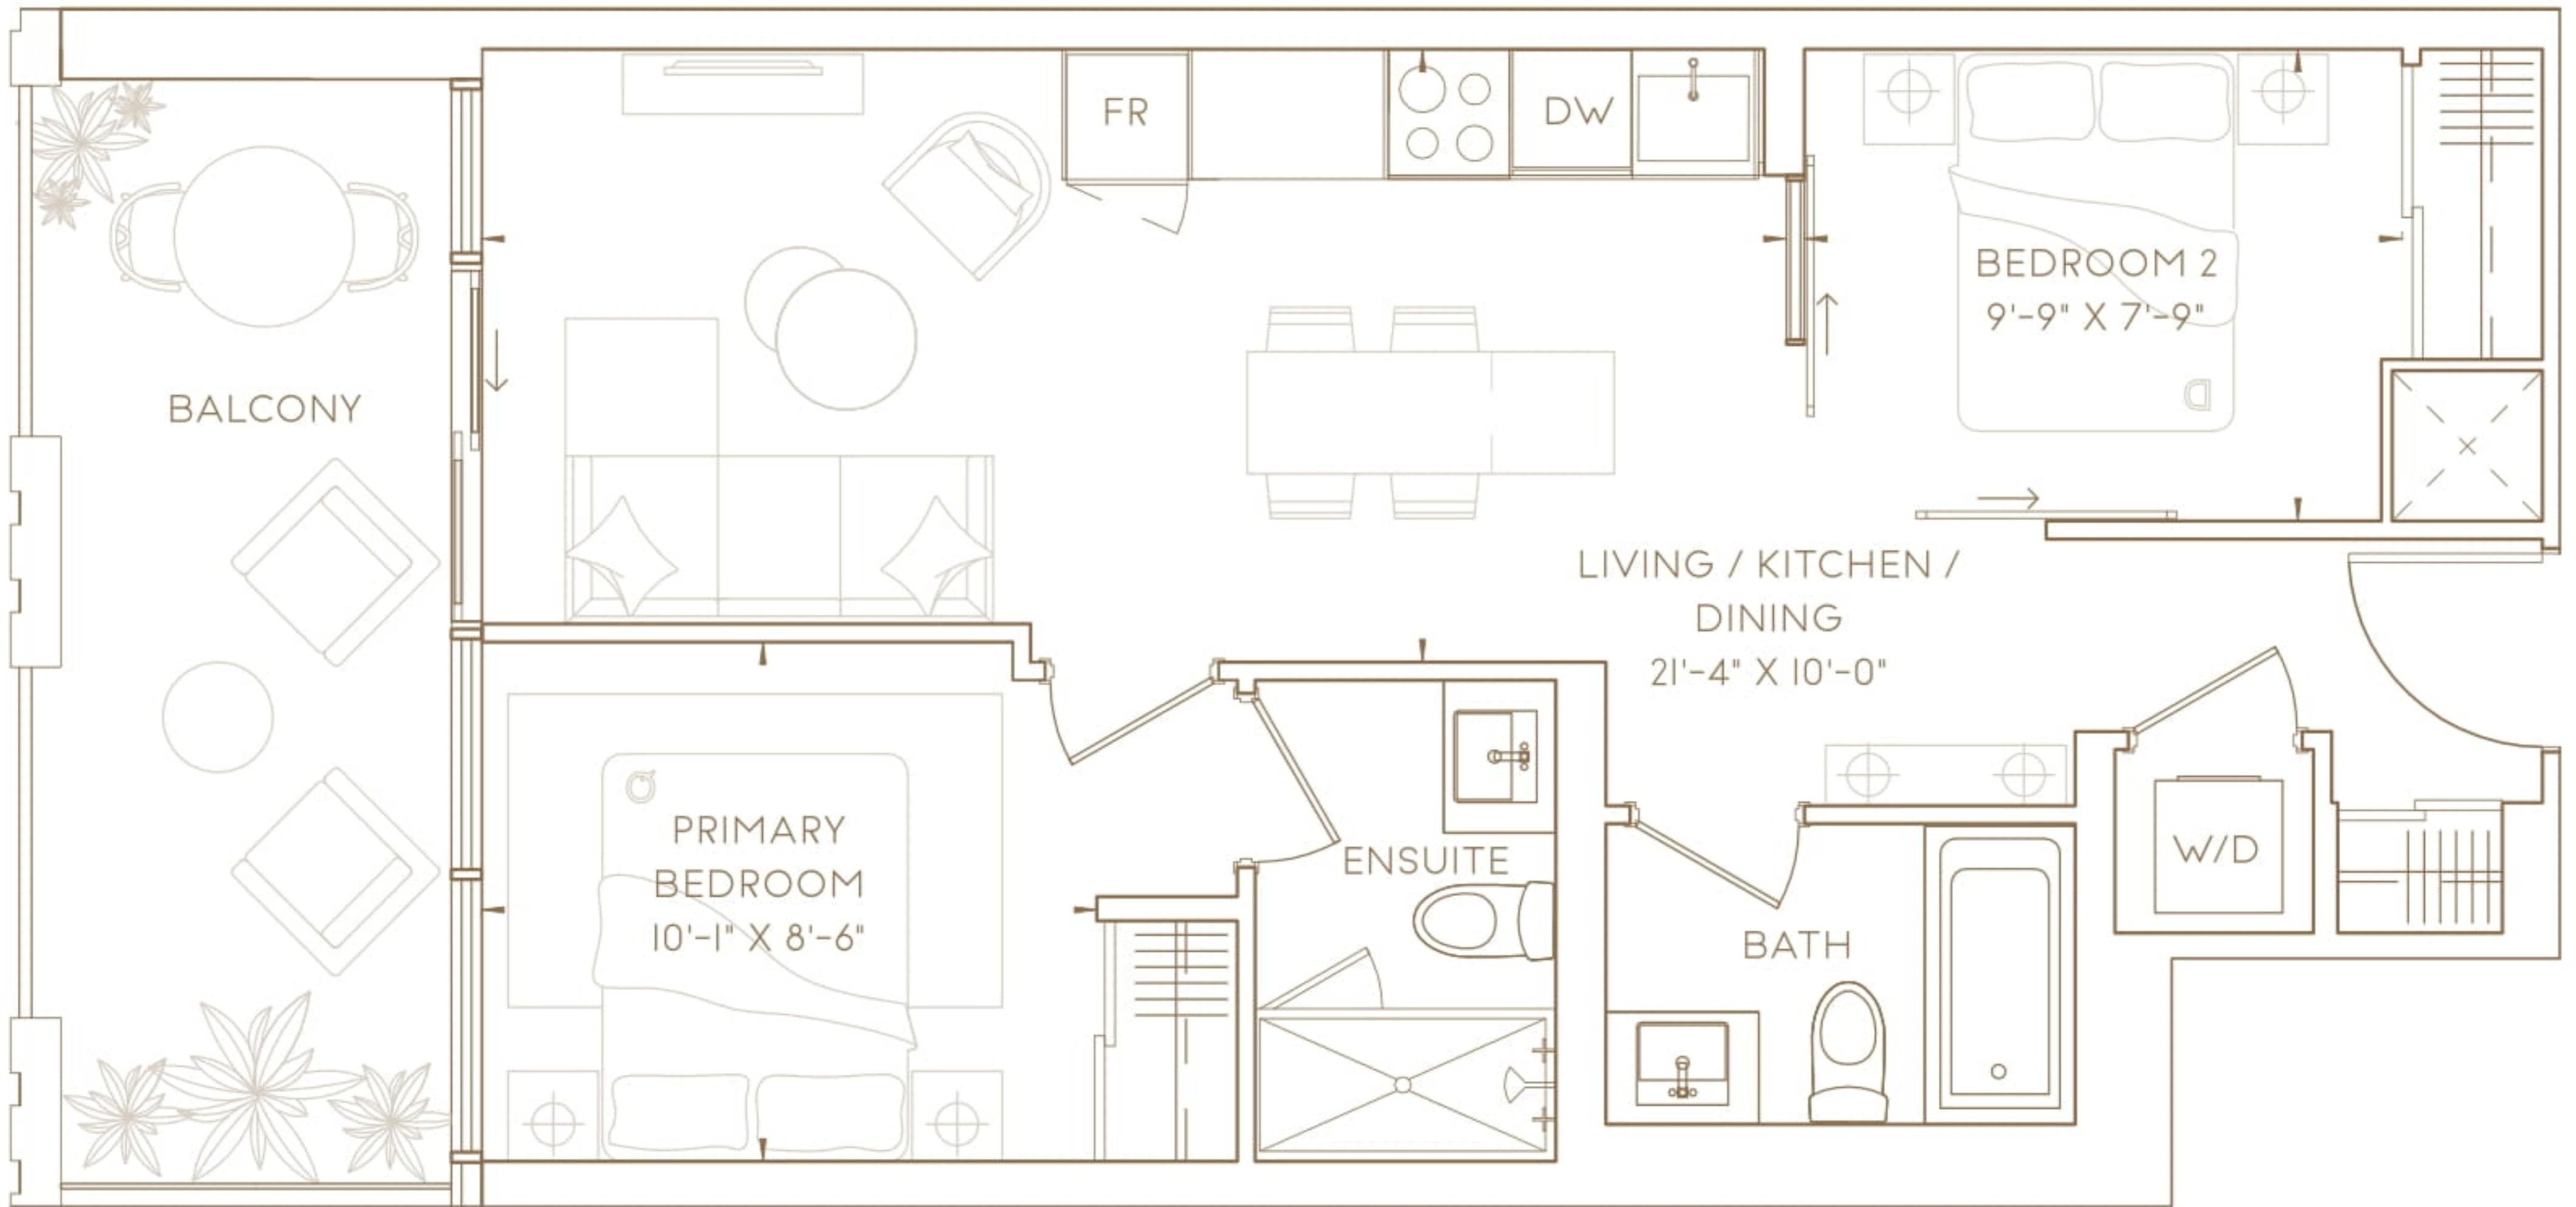 FR
DW
BEDROOM 2
9'-9" X 7'-9"
BALCONY
LIVING / KITCHEN /
DINING
21'-4" X 10'-0"
PRIMARY
BEDROOM
10'-1" X 8'-6"
ENSUITE
W/D
BATH